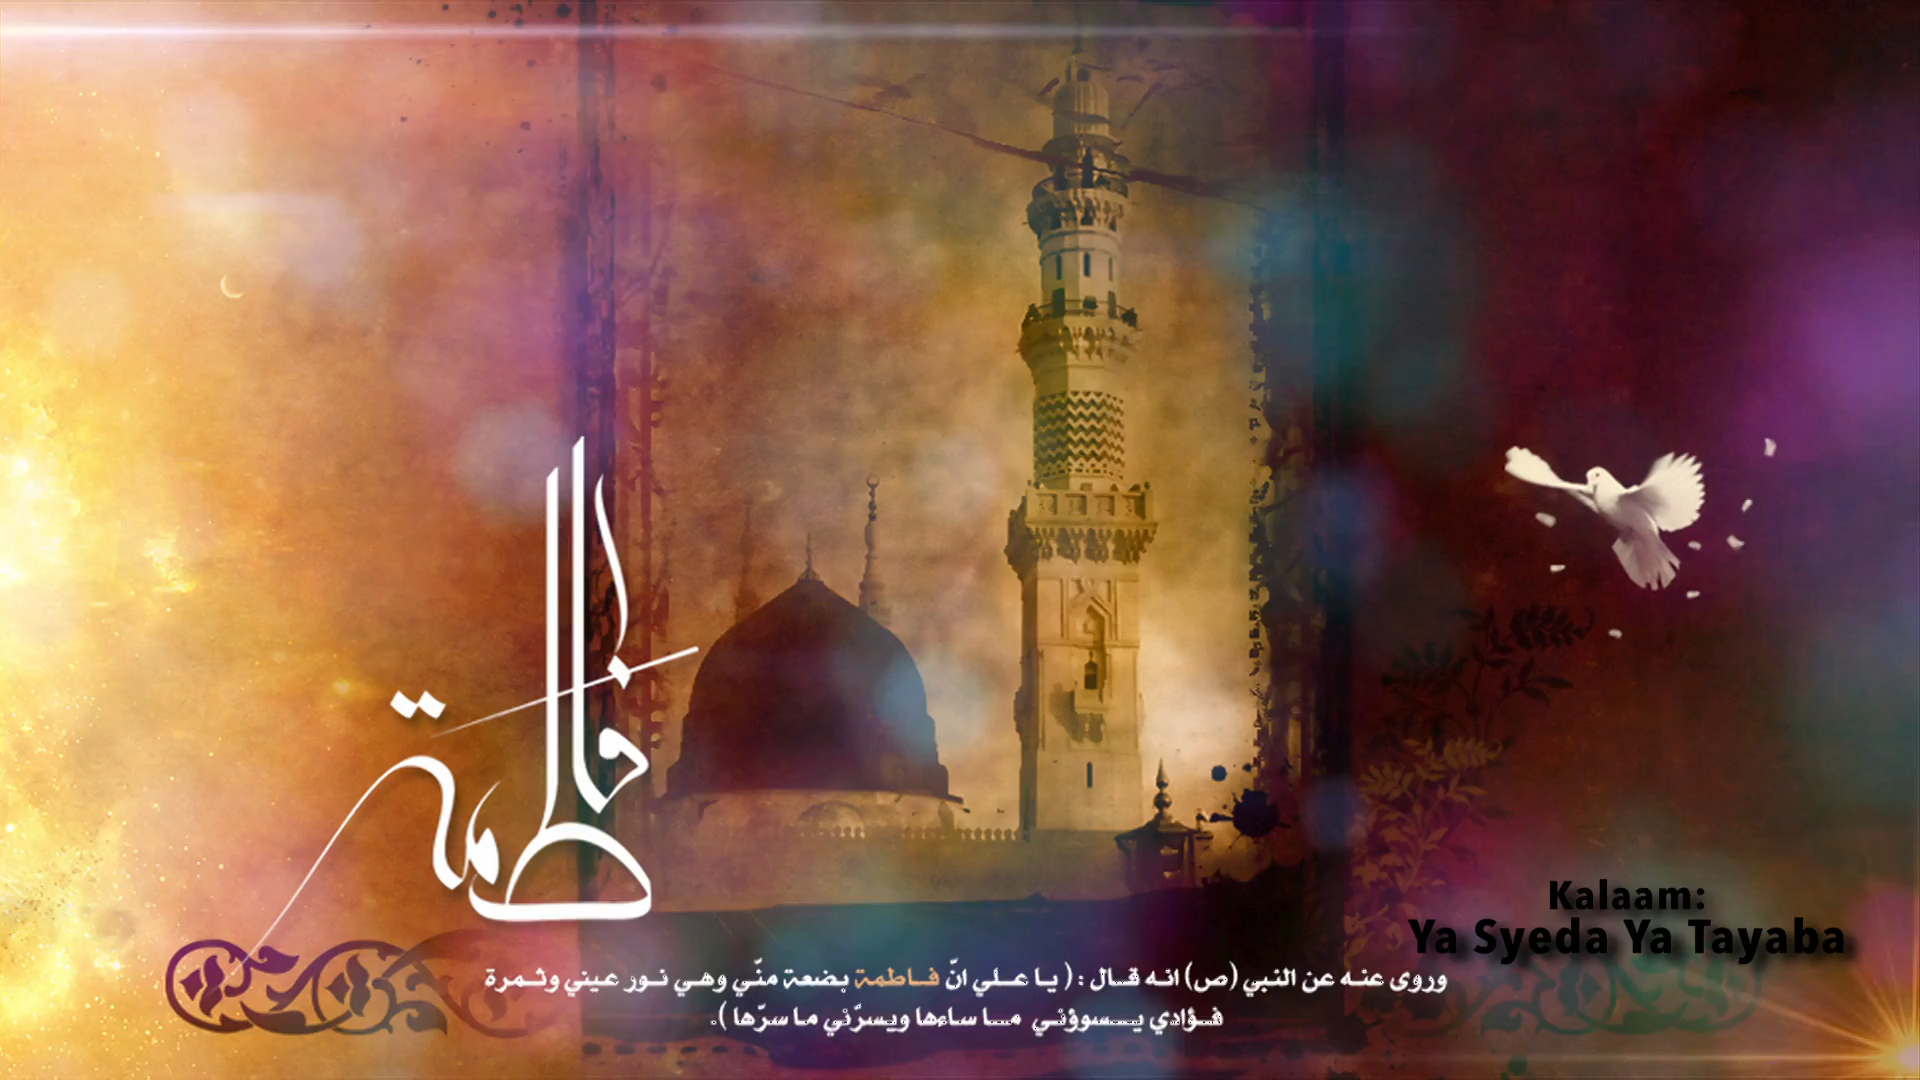 فاطمة
Kalaam:
Ya Syeda Ya Tayaba
وروى عنه عن النبي (ص) انه قال : ( يا علي انّ فاطمة بضعة منّي وهي نور عيني وثمرة
فؤادي يسوؤني ما ساءها ويسرّني ما سرّها ).